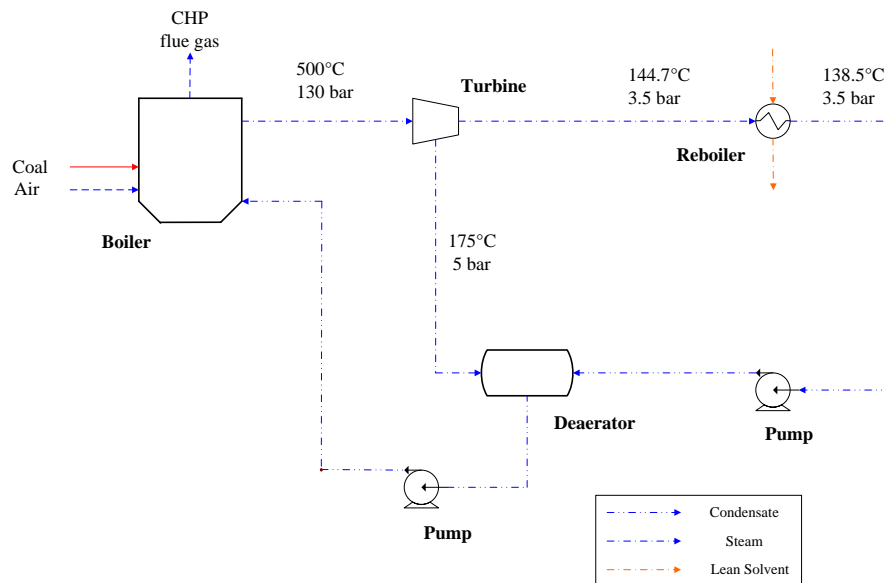 CHP
flue gas
500°C
130 bar
Turbine
144.7°C
3.5 bar
138.5°C
3.5 bar
Reboiler
Coal
Air
Boiler
175°C
5 bar
Deaerator
Pump
Pump
Condensate
Steam
Lean Solvent